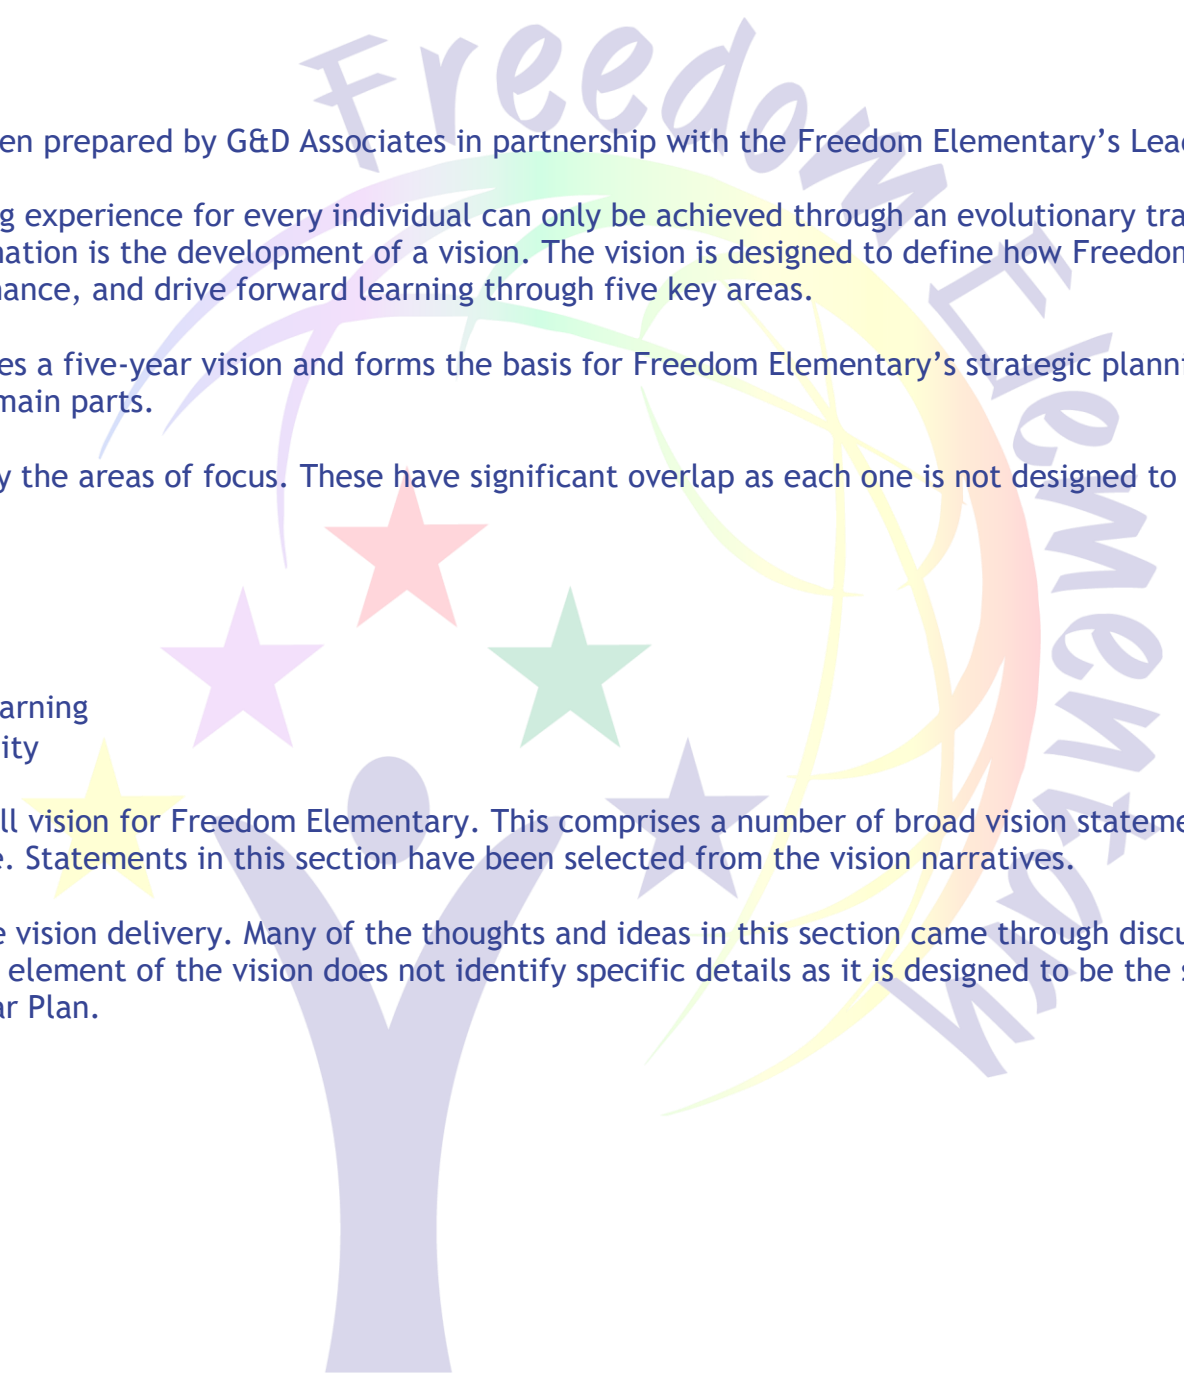 Freedom Elementary
en prepared by G&D Associates in partnership with the Freedom Elementary’s Lea
g experience for every individual can only be achieved through an evolutionary tra
nation is the development of a vision. The vision is designed to define how Freedom
nance, and drive forward learning through five key areas.
es a five-year vision and forms the basis for Freedom Elementary’s strategic planni
main parts.
y the areas of focus. These have significant overlap as each one is not designed to
arning
ity
ll vision for Freedom Elementary. This comprises a number of broad vision stateme
e. Statements in this section have been selected from the vision narratives.
e vision delivery. Many of the thoughts and ideas in this section came through discu
element of the vision does not identify specific details as it is designed to be the s
ar Plan.